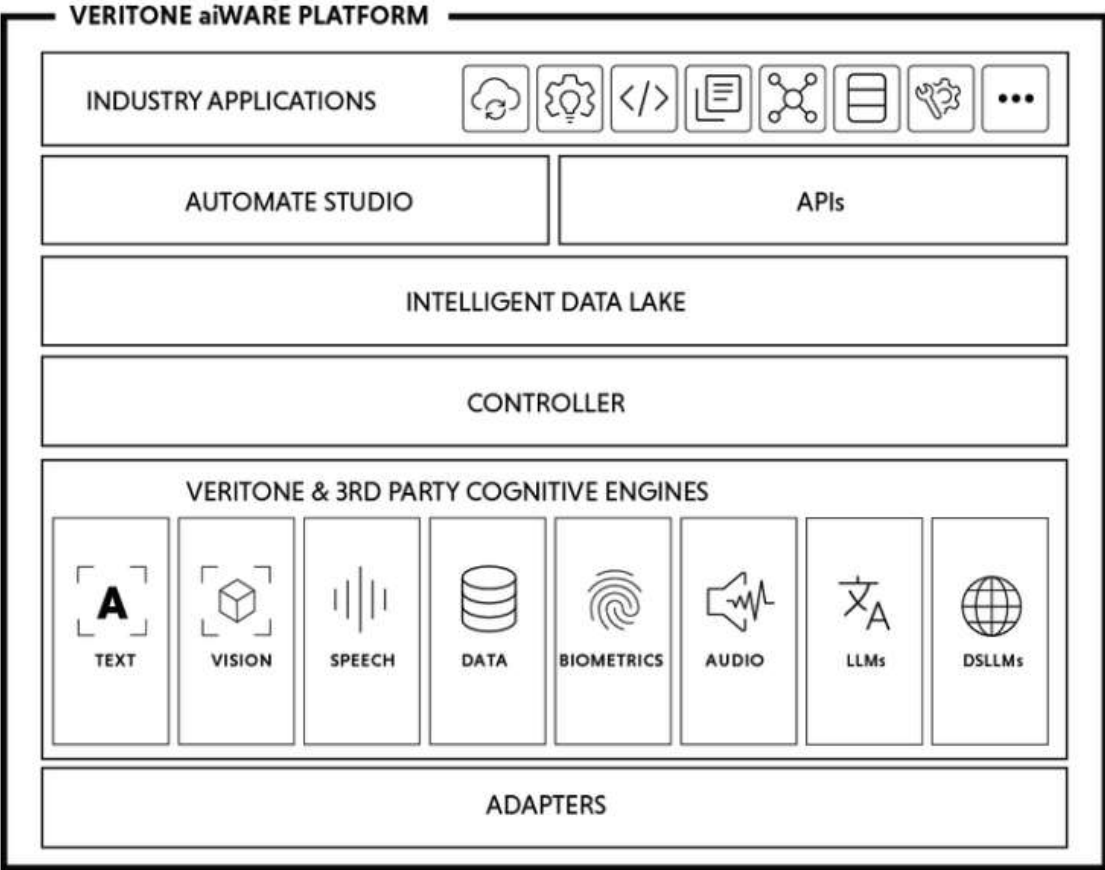 VERITONE aiWARE PLATFORM
INDUSTRY APPLICATIONS
AUTOMATE STUDIO
APIs
INTELLIGENT DATA LAKE
CONTROLLER
VERITONE & 3RD PARTY COGNITIVE ENGINES
A
文A
TEXT
VISION
SPEECH
DATA
BIOMETRICS
AUDIO
LLMs
DSLLMs
ADAPTERS